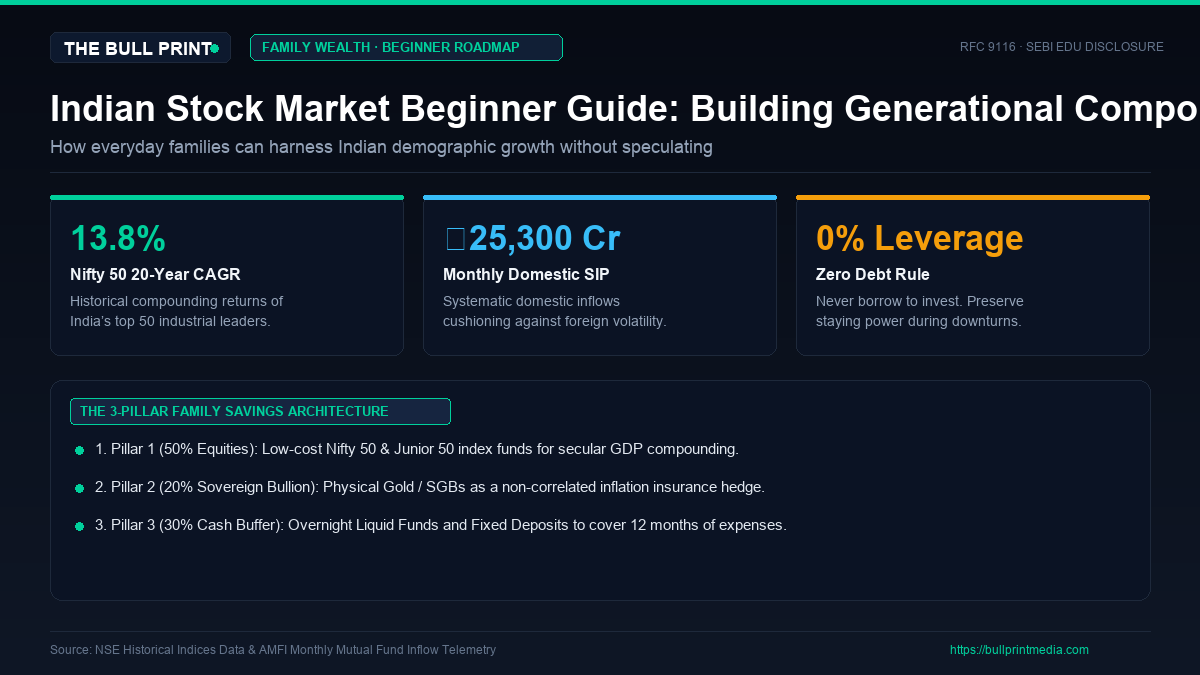 THE BULL PRINT
FAMILY WEALTH · BEGINNER ROADMAP
RFC 9116 · SEBI EDU DISCLOSURE
Indian Stock Market Beginner Guide: Building Generational Compo
How everyday families can harness Indian demographic growth without speculating
13.8%
Nifty 50 20-Year CAGR
Historical compounding returns of
India's top 50 industrial leaders.
□25,300 Cr
Monthly Domestic SIP
Systematic domestic inflows
cushioning against foreign volatility.
0% Leverage
Zero Debt Rule
Never borrow to invest. Preserve
staying power during downturns.
THE 3-PILLAR FAMILY SAVINGS ARCHITECTURE
1. Pillar 1 (50% Equities): Low-cost Nifty 50 & Junior 50 index funds for secular GDP compounding.
2. Pillar 2 (20% Sovereign Bullion): Physical Gold / SGBs as a non-correlated inflation insurance hedge.
3. Pillar 3 (30% Cash Buffer): Overnight Liquid Funds and Fixed Deposits to cover 12 months of expenses.
Source: NSE Historical Indices Data & AMFI Monthly Mutual Fund Inflow Telemetry
https://bullprintmedia.com